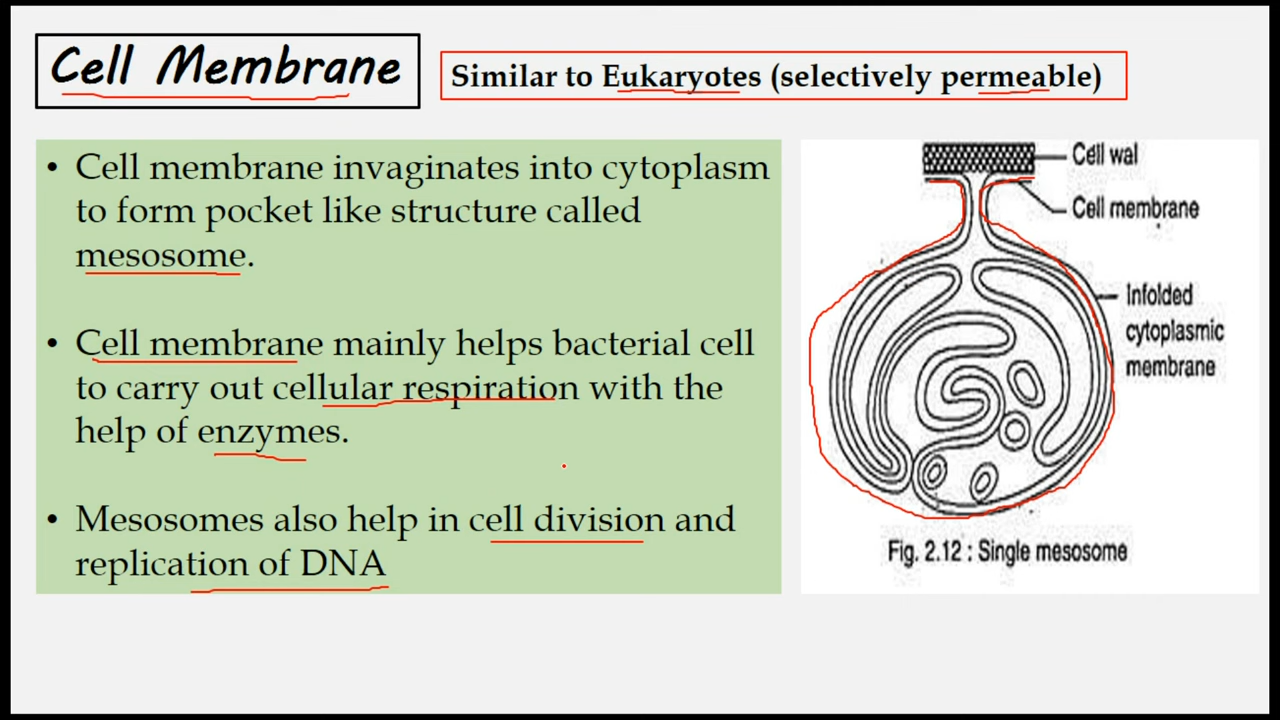 Cell Membrane
Similar to Eukaryotes (selectively permeable)
• Cell membrane invaginates into cytoplasm
to form pocket like structure called
mesosome.
• Cell membrane mainly helps bacterial cell
to carry out cellular respiration with the
help of enzymes.
• Mesosomes also help in cell division and
replication of DNA
Cell wal
Cell membrane
Infolded
cytoplasmic
membrane
Fig. 2.12 : Single mesosome